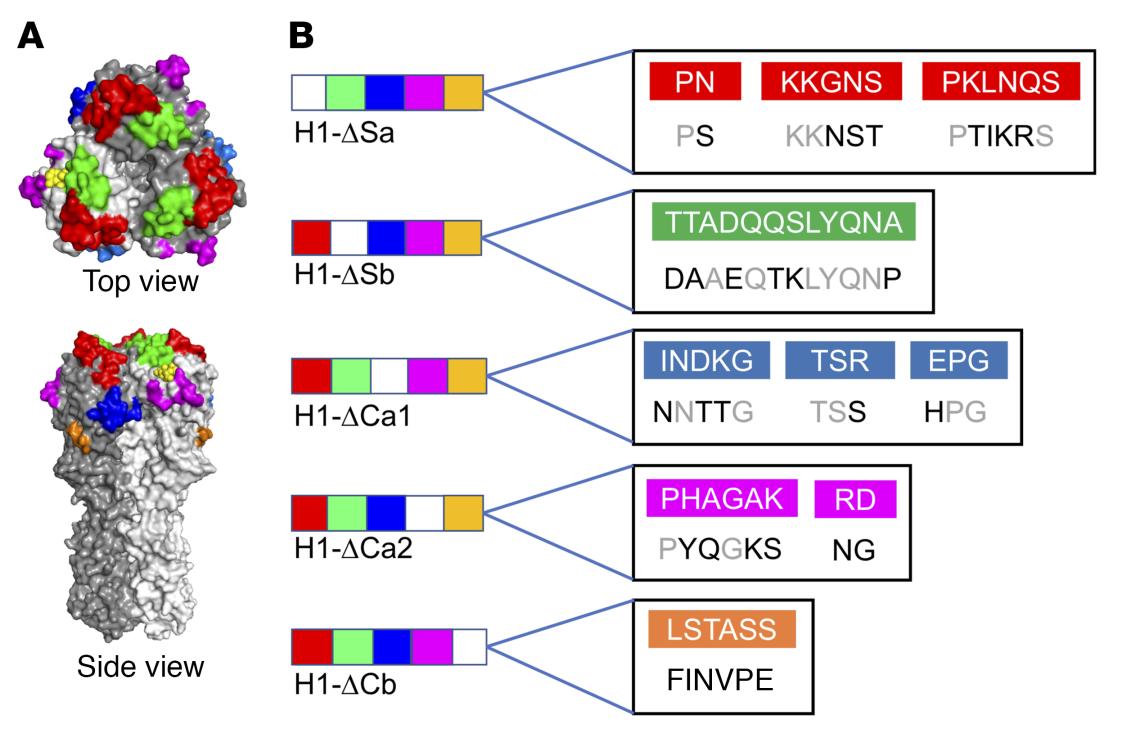 A
B
Top view
Side view
H1-ΔSa
PN KKGNS PKLNQS
PS KKNST PTIKRS
H1-ΔSb
TTADQQSLYQNA
DAAEQTKLYQNP
H1-ΔCa1
INDKG TSR EPG
NNTTG TSS HPG
H1-ΔCa2
PHAGAK RD
PYQGKS NG
H1-ΔCb
LSTASS
FINVPE